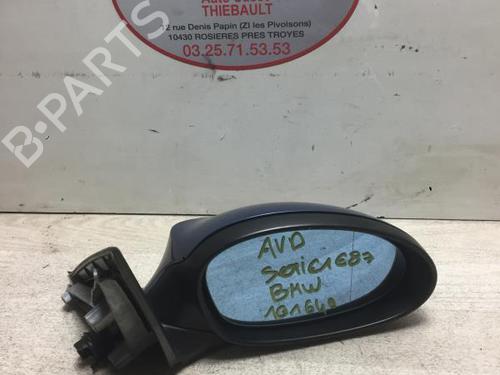 THIEBAULT
12 rue Denis Papin (ZI les Pivolsons)
10430 ROSIERES PRES TROYES
03.25.71.53.53
B-PARTS
AVD
Serie1 E87
BMW